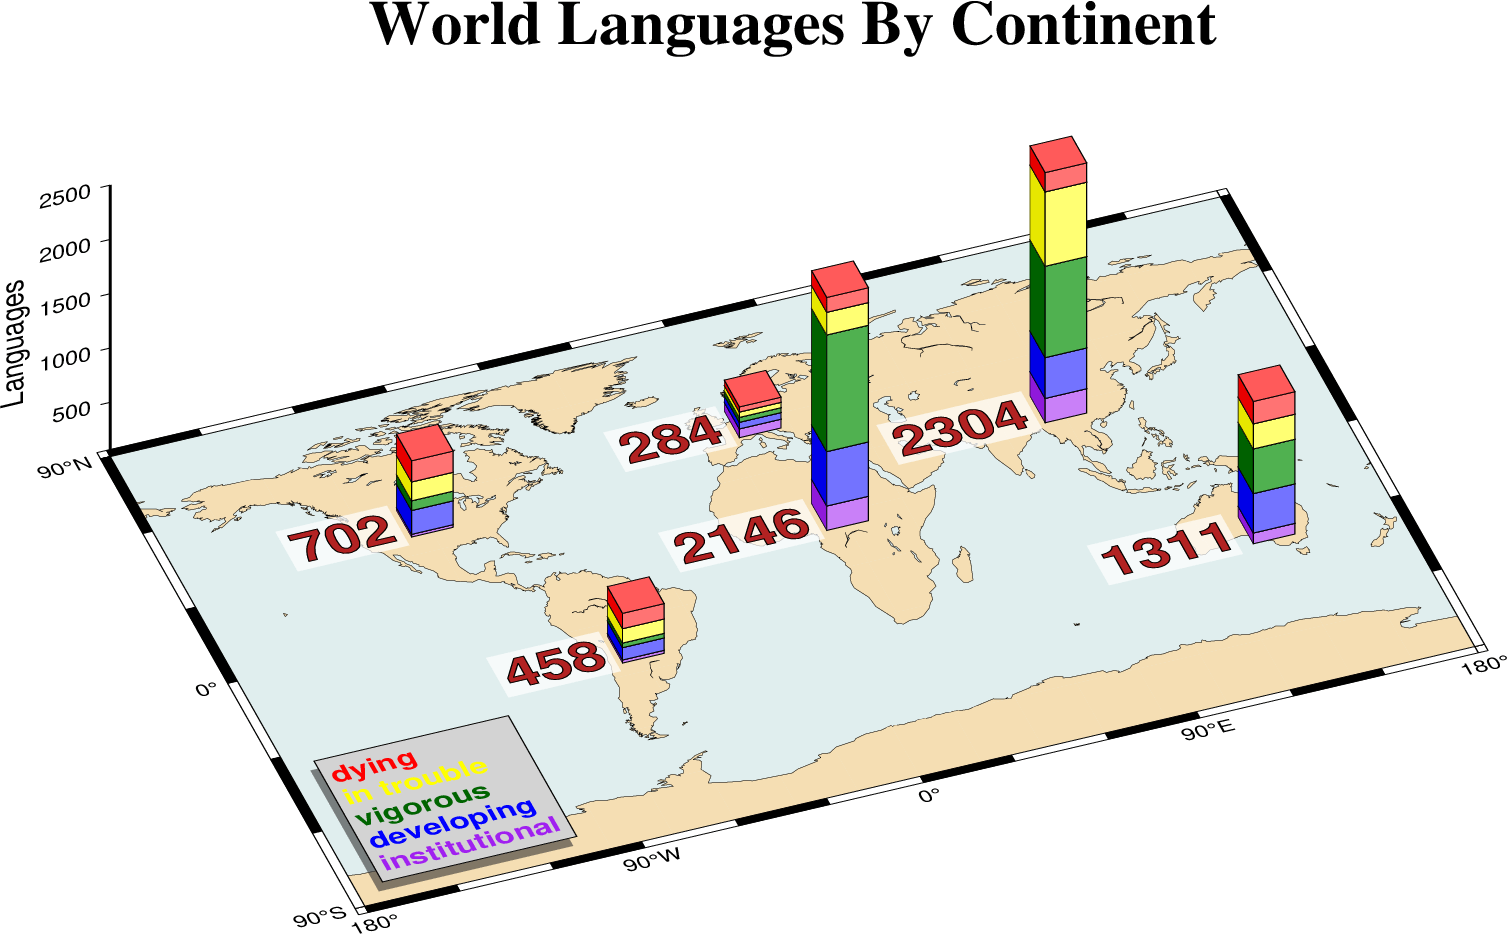 World Languages By Continent
2500
2000
1500
1000
500
Languages
90°N
0°
90°S
180°
90°W
0°
90°E
180°
702
458
284
2146
2304
1311
dying
in trouble
vigorous
developing
institutional